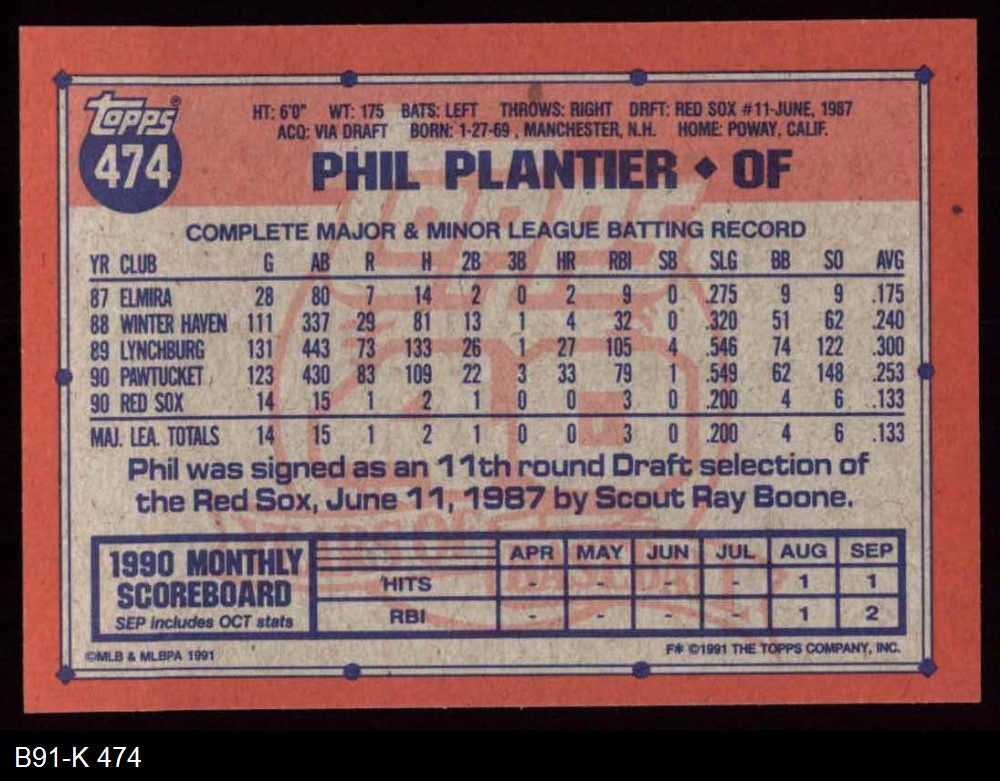 Topps®
474
HT: 6'0" WT: 175 BATS: LEFT THROWS: RIGHT DRFT: RED SOX #11-JUNE, 1987
ACQ: VIA DRAFT BORN: 1-27-69, MANCHESTER, N.H. HOME: POWAY, CALIF.
PHIL PLANTIER ◆ OF
COMPLETE MAJOR & MINOR LEAGUE BATTING RECORD
YR CLUB G AB R H 2B 3B HR RBI SB SLG BB SO AVG
87 ELMIRA 28 80 7 14 2 0 2 9 0 .275 9 9 .175
88 WINTER HAVEN 111 337 29 81 13 1 4 32 0 .320 51 62 .240
89 LYNCHBURG 131 443 73 133 26 1 27 105 4 .546 74 122 .300
90 PAWTUCKET 123 430 83 109 22 3 33 79 1 .549 62 148 .253
90 RED SOX 14 15 1 2 1 0 0 3 0 .200 4 6 .133
MAJ. LEA. TOTALS 14 15 1 2 1 0 0 3 0 .200 4 6 .133
Phil was signed as an 11th round Draft selection of
the Red Sox, June 11, 1987 by Scout Ray Boone.
1990 MONTHLY
SCOREBOARD
SEP includes OCT stats
APR MAY JUN JUL AUG SEP
HITS - - - - 1 1
RBI - - - - 1 2
©MLB & MLBPA 1991
F* ©1991 THE TOPPS COMPANY, INC.
B91-K 474